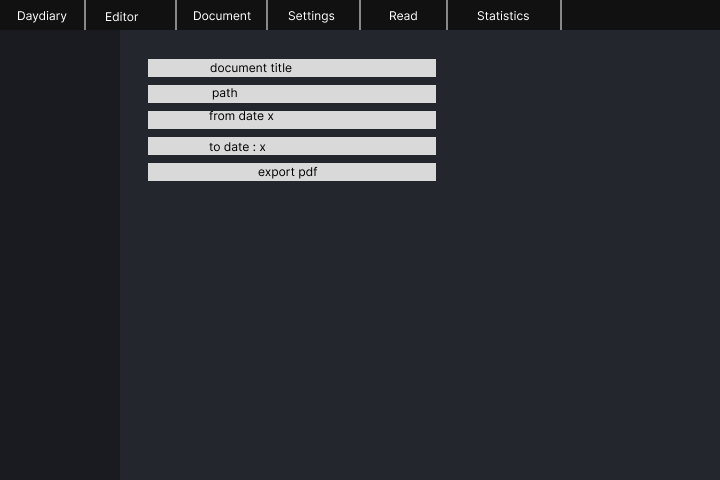 Daydiary Editor Document Settings Read Statistics
document title
path
from date x
to date : x
export pdf